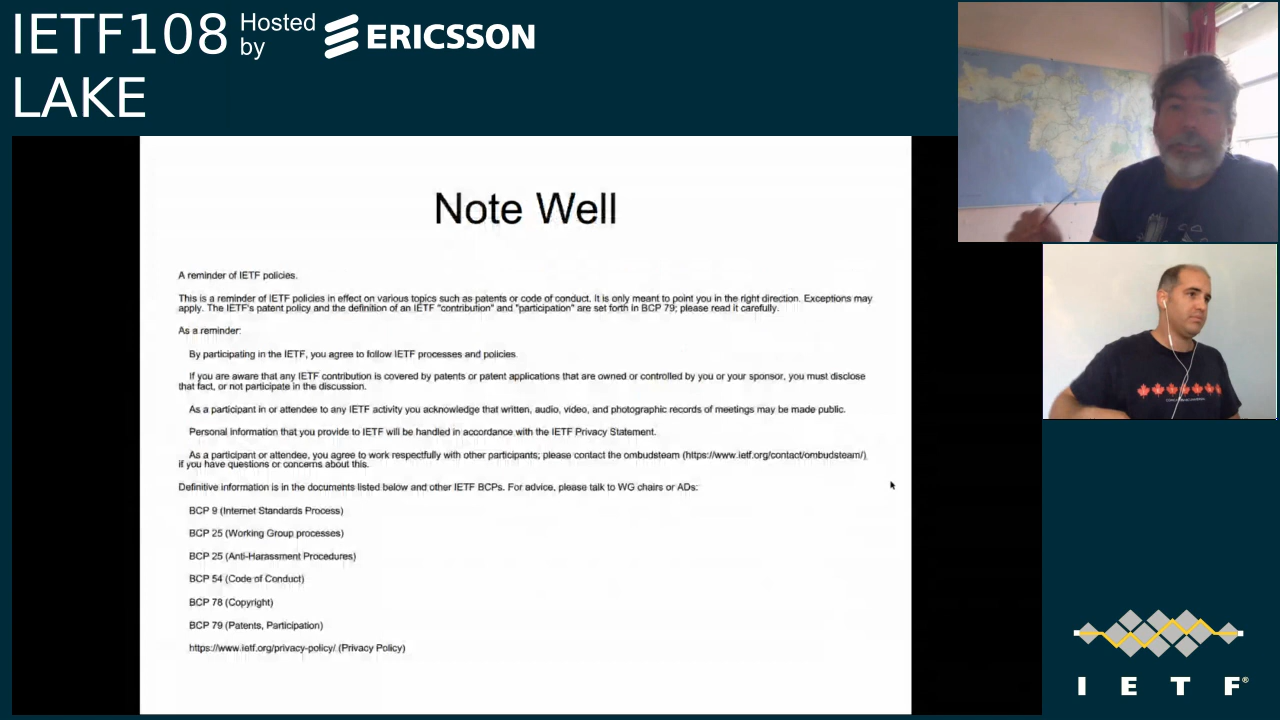 IETF108 Hosted by ERICSSON
LAKE
Note Well
A reminder of IETF policies.
This is a reminder of IETF policies in effect on various topics such as patents or code of conduct. It is only meant to point you in the right direction. Exceptions may
apply. The IETF's patent policy and the definition of an IETF "contribution" and "participation" are set forth in BCP 79; please read it carefully.
As a reminder:
By participating in the IETF, you agree to follow IETF processes and policies.
If you are aware that any IETF contribution is covered by patents or patent applications that are owned or controlled by you or your sponsor, you must disclose
that fact, or not participate in the discussion.
As a participant in or attendee to any IETF activity you acknowledge that written, audio, video, and photographic records of meetings may be made public.
Personal information that you provide to IETF will be handled in accordance with the IETF Privacy Statement.
As a participant or attendee, you agree to work respectfully with other participants; please contact the ombudsteam (https://www.ietf.org/contact/ombudsteam/)
if you have questions or concerns about this.
Definitive information is in the documents listed below and other IETF BCPs. For advice, please talk to WG chairs or ADs:
BCP 9 (Internet Standards Process)
BCP 25 (Working Group processes)
BCP 25 (Anti-Harassment Procedures)
BCP 54 (Code of Conduct)
BCP 78 (Copyright)
BCP 79 (Patents, Participation)
https://www.ietf.org/privacy-policy/ (Privacy Policy)
I E T F®